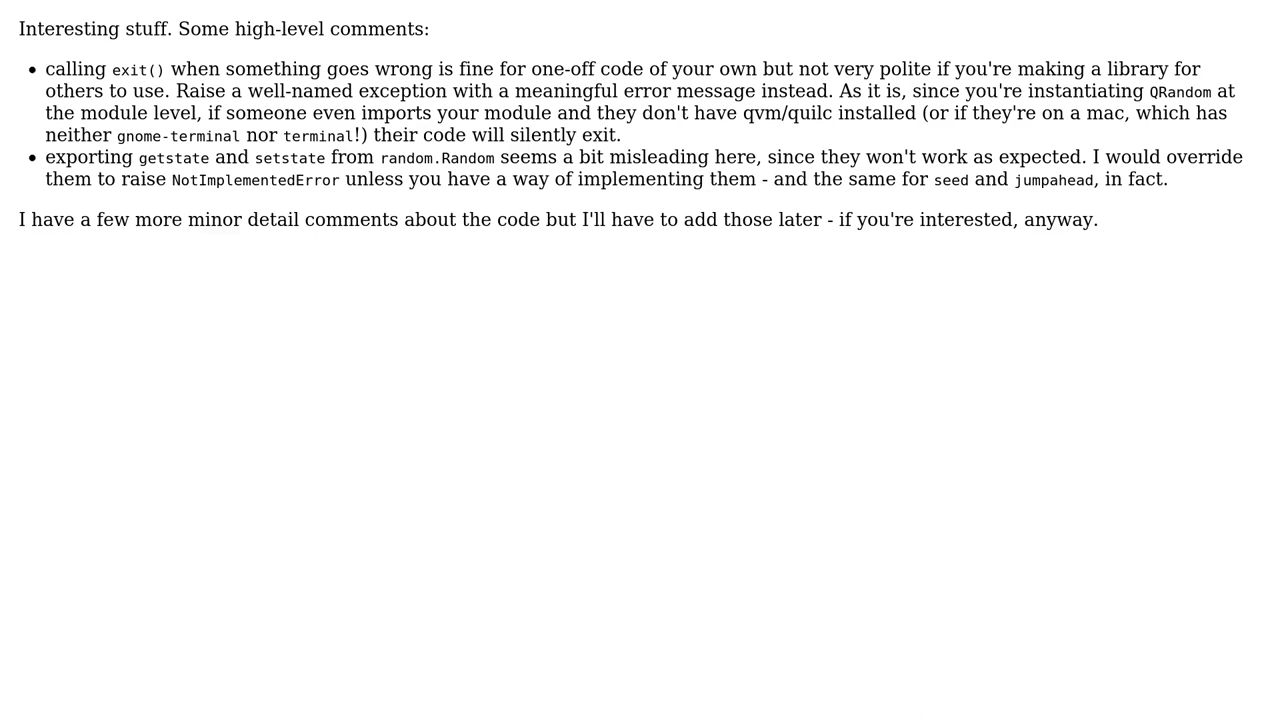 Interesting stuff. Some high-level comments:
• calling exit() when something goes wrong is fine for one-off code of your own but not very polite if you're making a library for
others to use. Raise a well-named exception with a meaningful error message instead. As it is, since you're instantiating QRandom at
the module level, if someone even imports your module and they don't have qvm/quilc installed (or if they're on a mac, which has
neither gnome-terminal nor terminal!) their code will silently exit.
• exporting getstate and setstate from random.Random seems a bit misleading here, since they won't work as expected. I would override
them to raise NotImplementedError unless you have a way of implementing them - and the same for seed and jumpahead, in fact.
I have a few more minor detail comments about the code but I'll have to add those later - if you're interested, anyway.